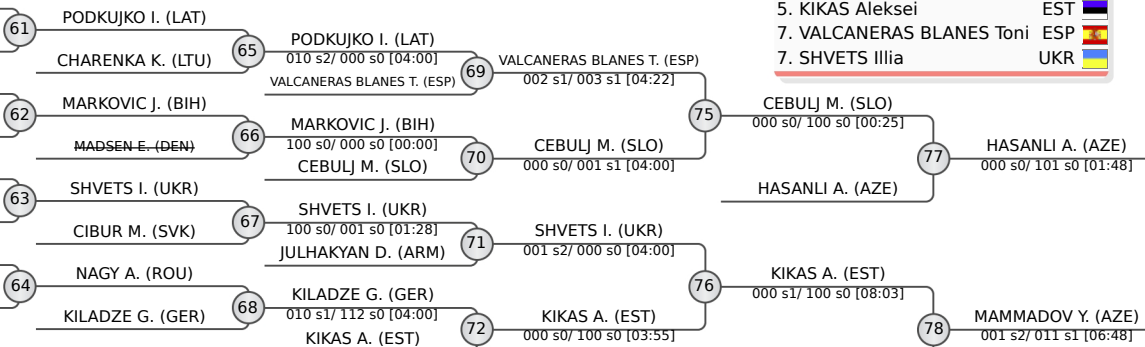 PODKUJKO I. (LAT)
61
CHARENKA K. (LTU)
65
PODKUJKO I. (LAT)
010 s2/ 000 s0 [04:00]
VALCANERAS BLANES T. (ESP)
69
VALCANERAS BLANES T. (ESP)
002 s1/ 003 s1 [04:22]
MARKOVIC J. (BIH)
62
MADSEN E. (DEN)
66
MARKOVIC J. (BIH)
100 s0/ 000 s0 [00:00]
CEBULJ M. (SLO)
70
CEBULJ M. (SLO)
000 s0/ 001 s1 [04:00]
75
CEBULJ M. (SLO)
000 s0/ 100 s0 [00:25]
HASANLI A. (AZE)
77
HASANLI A. (AZE)
000 s0/ 101 s0 [01:48]
SHVETS I. (UKR)
63
CIBUR M. (SVK)
67
SHVETS I. (UKR)
100 s0/ 001 s0 [01:28]
JULHAKYAN D. (ARM)
71
SHVETS I. (UKR)
001 s2/ 000 s0 [04:00]
NAGY A. (ROU)
64
KILADZE G. (GER)
68
KILADZE G. (GER)
010 s1/ 112 s0 [04:00]
KIKAS A. (EST)
72
KIKAS A. (EST)
000 s0/ 100 s0 [03:55]
76
KIKAS A. (EST)
000 s1/ 100 s0 [08:03]
78
MAMMADOV Y. (AZE)
001 s2/ 011 s1 [06:48]
5. KIKAS Aleksei EST
7. VALCANERAS BLANES Toni ESP
7. SHVETS Illia UKR